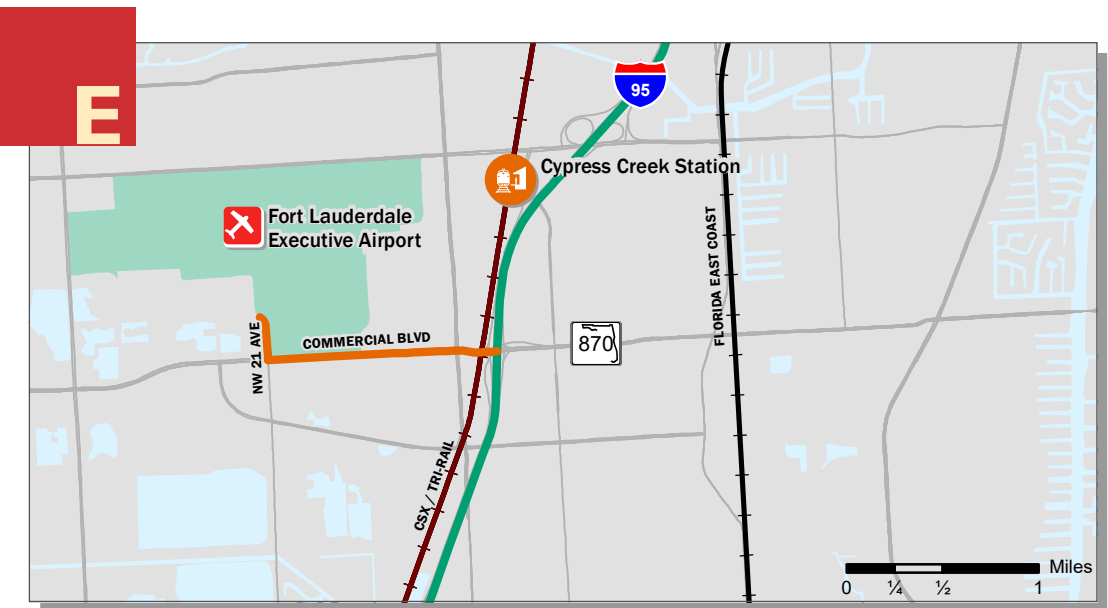 E
95
Cypress Creek Station
Fort Lauderdale
Executive Airport
FLORIDA EAST COAST
NW 21 AVE
COMMERCIAL BLVD
870
CSX / TRI-RAIL
Miles
0 ¼ ½ 1